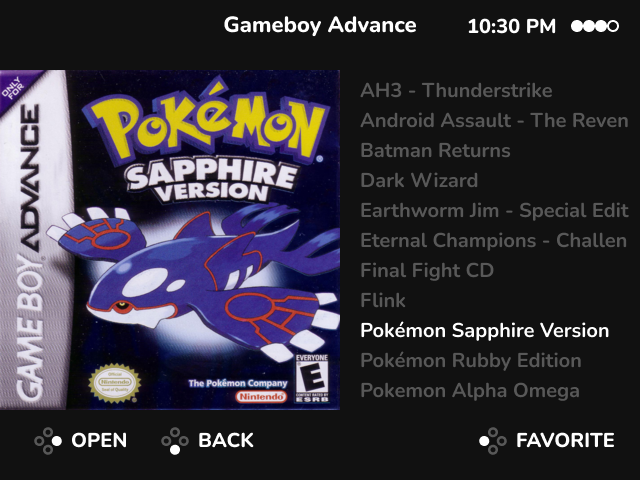 Gameboy Advance
10:30 PM
ONLY
FOR
GAME BOY ADVANCE
POKéMON
SAPPHIRE
VERSION
Official
Nintendo
Seal of Quality
The Pokémon Company
Nintendo
EVERYONE
E
CONTENT RATED BY
ESRB
AH3 - Thunderstrike
Android Assault - The Reven
Batman Returns
Dark Wizard
Earthworm Jim - Special Edit
Eternal Champions - Challen
Final Fight CD
Flink
Pokémon Sapphire Version
Pokémon Rubby Edition
Pokemon Alpha Omega
OPEN
BACK
FAVORITE